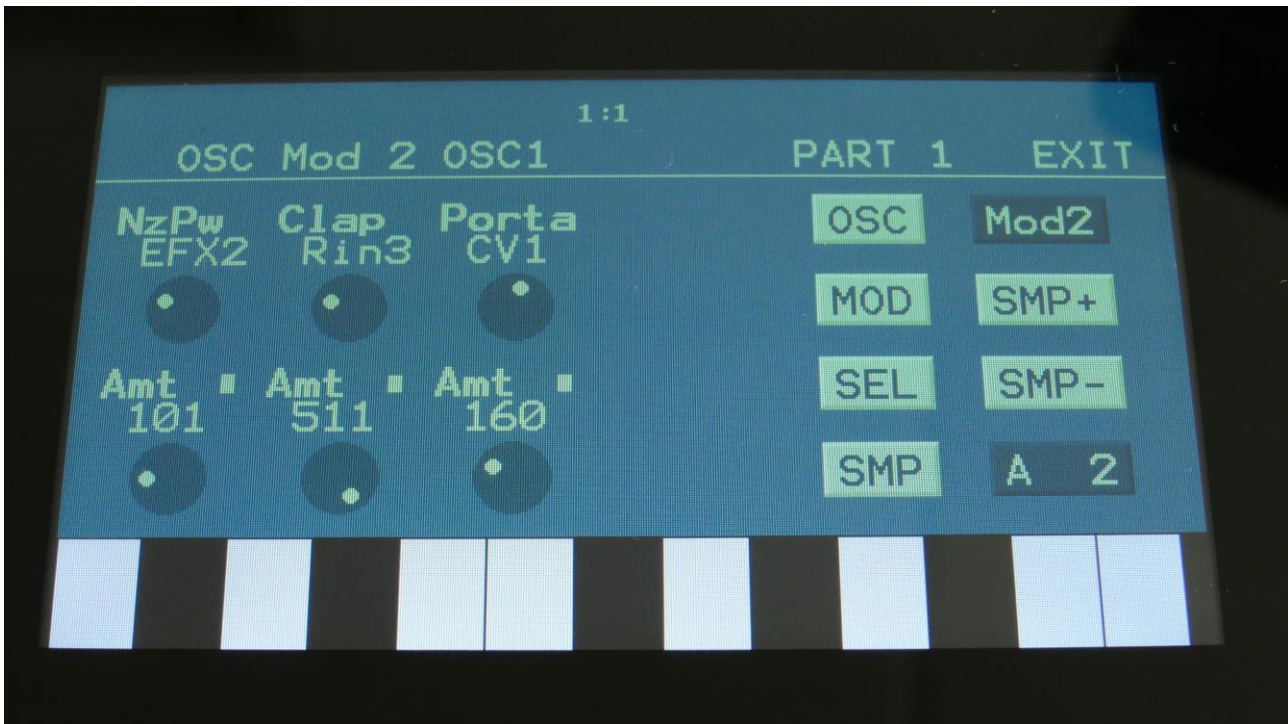 1:1
OSC Mod 2 OSC1 PART 1 EXIT
NzPw Clap Porta OSC Mod2
EFX2 Rin3 CV1
MOD SMP+
Amt Amt Amt SEL SMP-
101 511 160
SMP A 2